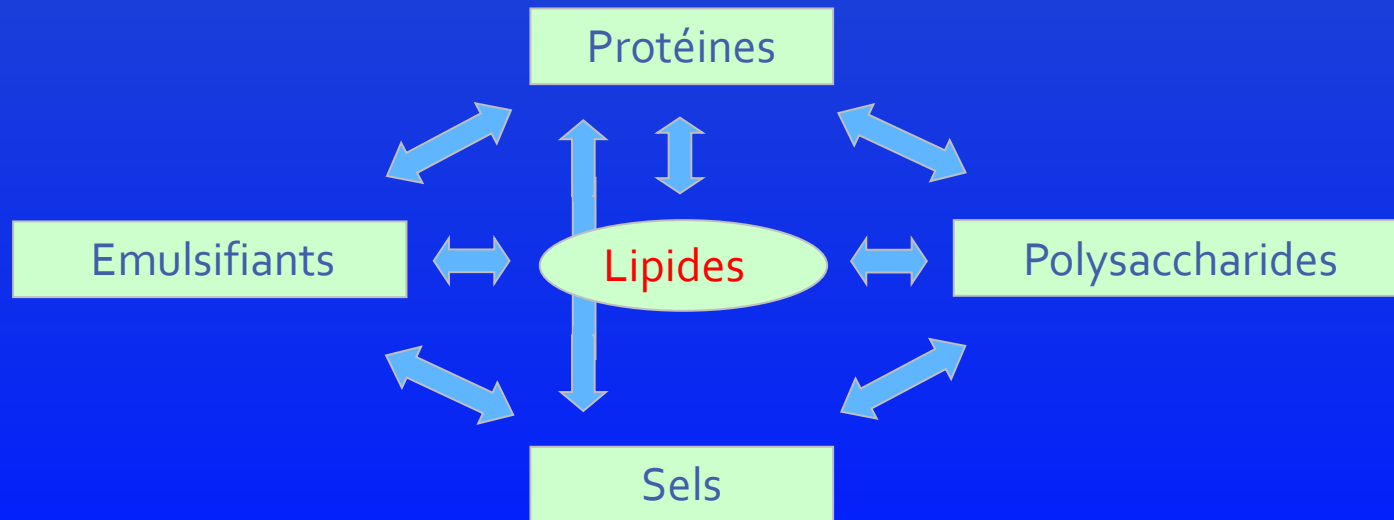 Protéines
Emulsifiants
Lipides
Polysaccharides
Sels